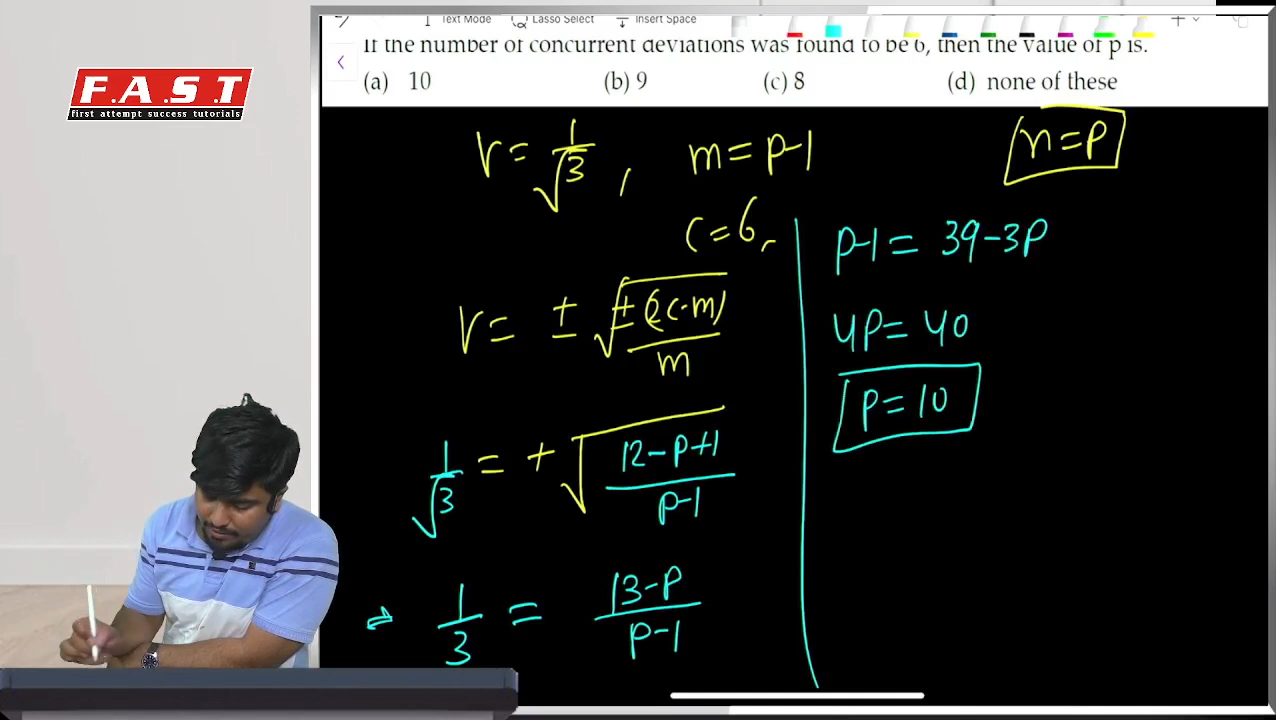 Text Mode Lasso Select Insert Space
If the number of concurrent deviations was found to be 6, then the value of p is.
(a) 10 (b) 9 (c) 8 (d) none of these
F.A.S.T
first attempt success tutorials
r = 1/√3 , m = p-1
n = p
c = 6,
r = ± √(±(2c-m)/m)
1/√3 = + √((12-p+1)/(p-1))
⇒ 1/3 = (13-p)/(p-1)
p-1 = 39-3p
4p = 40
p = 10